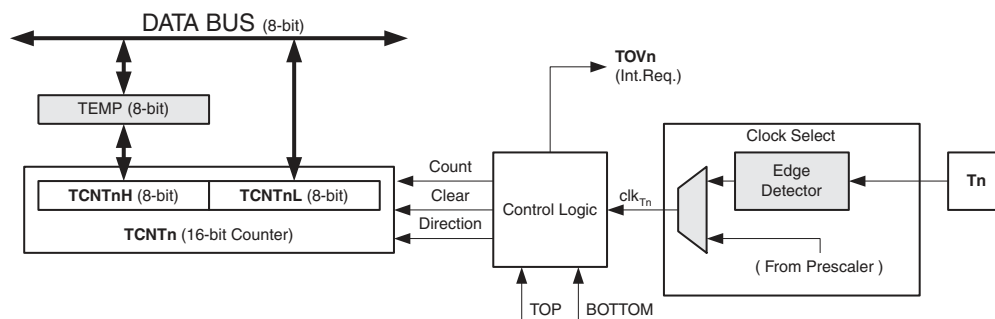 DATA BUS (8-bit)
TOVn
(Int.Req.)
TEMP (8-bit)
Clock Select
Count
Edge
Detector
Tn
TCNTnH (8-bit) TCNTnL (8-bit)
Clear
Control Logic
clkTn
TCNTn (16-bit Counter)
Direction
( From Prescaler )
TOP
BOTTOM